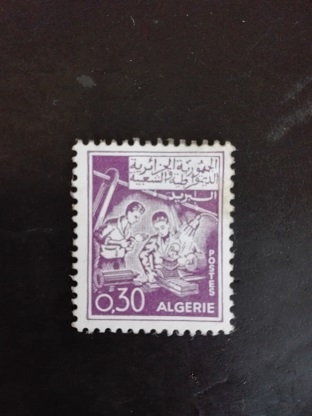 الجمهورية الجزائرية
الديمقراطية الشعبية
البريد
POSTES
0,30 ALGERIE